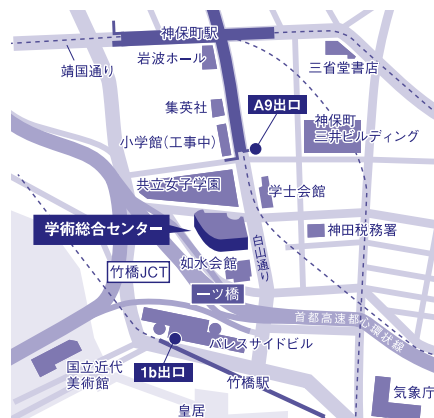 神保町駅
靖国通り
岩波ホール
三省堂書店
集英社
A9出口
小学館(工事中)
神保町
三井ビルディング
共立女子学園
学士会館
学術総合センター
白山通り
神田税務署
如水会館
竹橋JCT
一ツ橋
首都高速都心環状線
パレスサイドビル
国立近代
美術館
1b出口
竹橋駅
気象庁
皇居